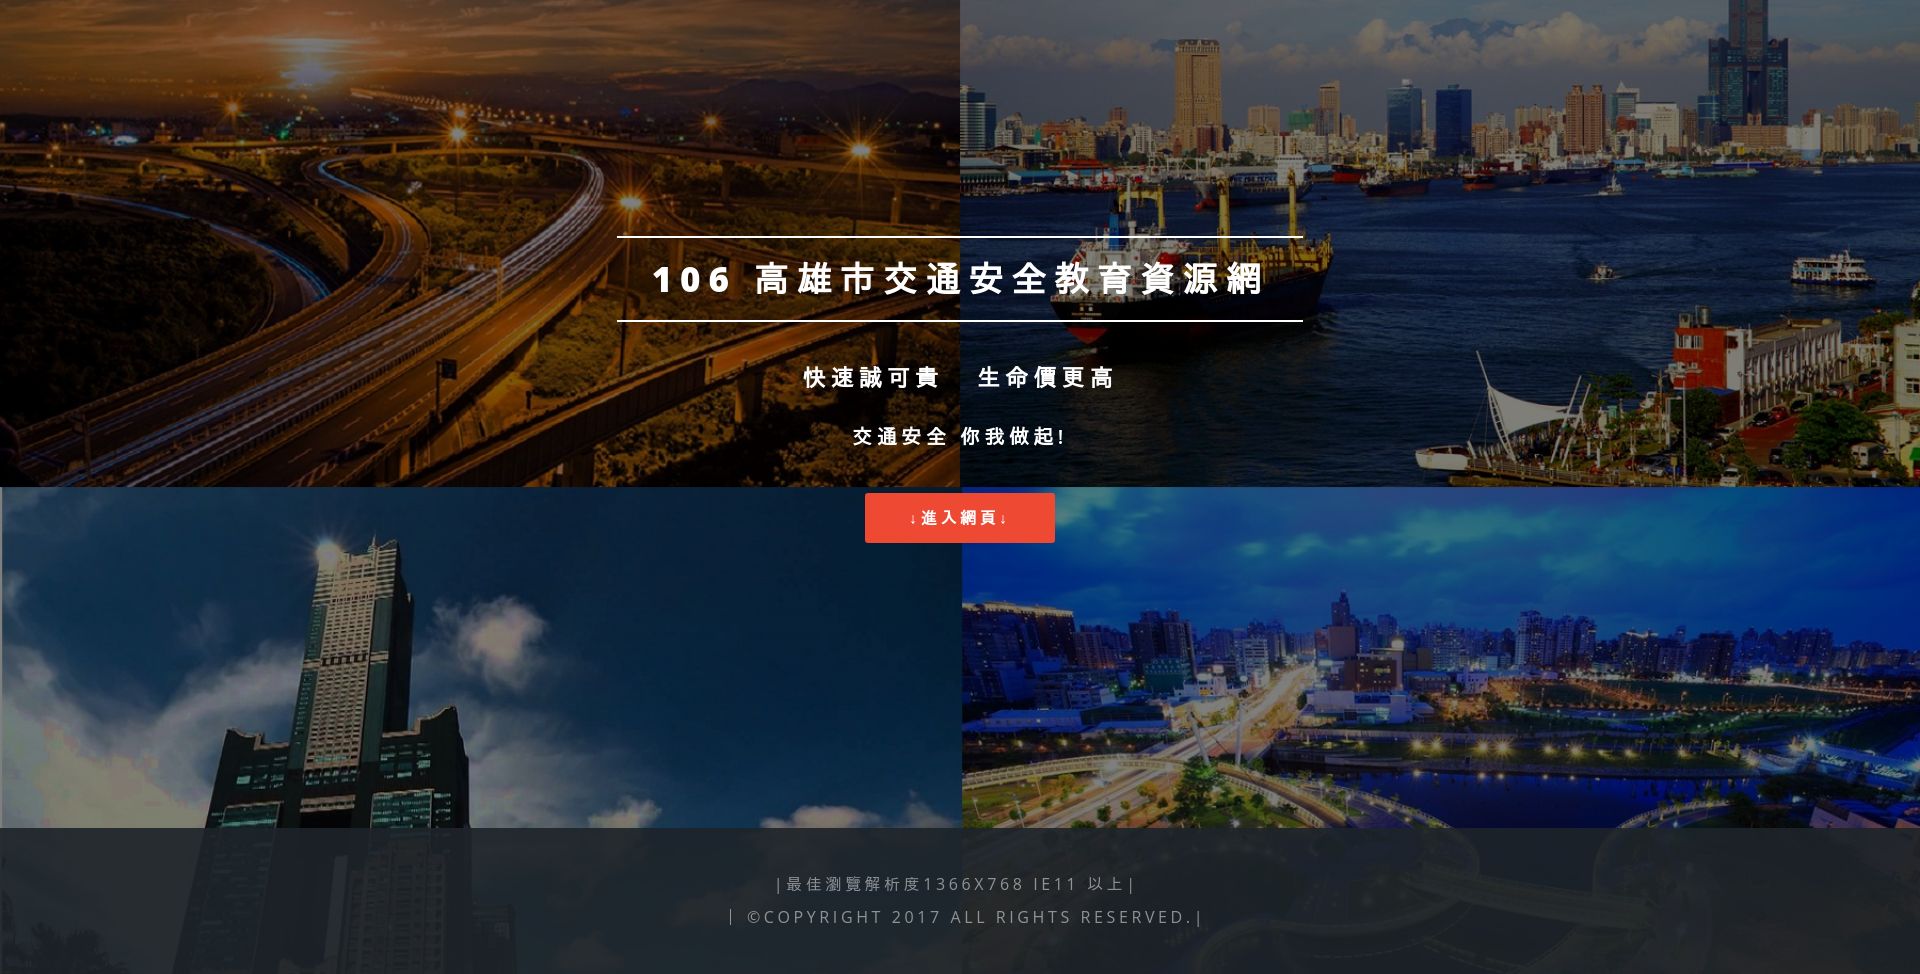 106 高雄市交通安全教育資源網
快速誠可貴 生命價更高
交通安全 你我做起!
↓進入網頁↓
|最佳瀏覽解析度1366X768 IE11 以上|
| ©COPYRIGHT 2017 ALL RIGHTS RESERVED.|